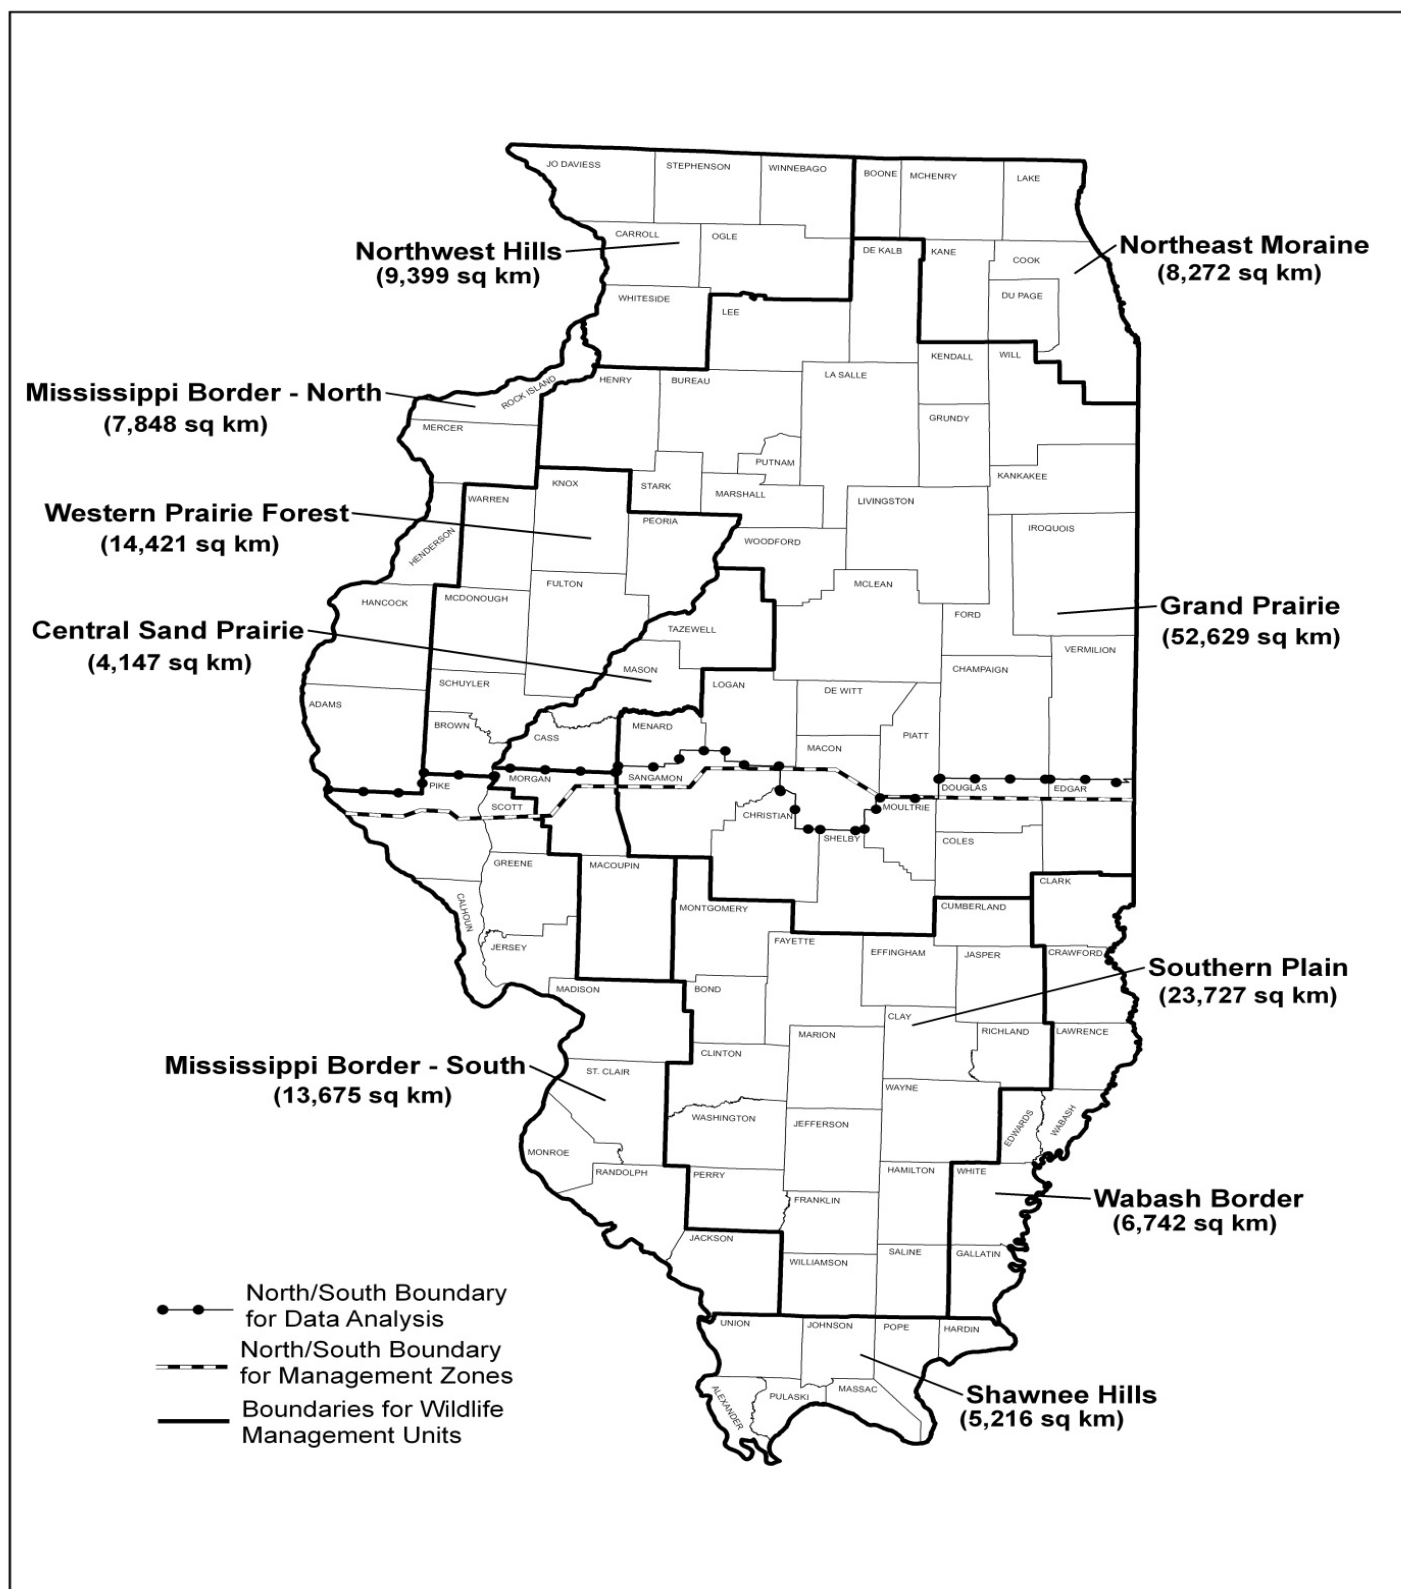 JO DAVIESS
STEPHENSON
WINNEBAGO
BOONE
MCHENRY
LAKE
CARROLL
OGLE
DE KALB
KANE
COOK
Northwest Hills
(9,399 sq km)
Northeast Moraine
(8,272 sq km)
DU PAGE
WHITESIDE
LEE
KENDALL
WILL
Mississippi Border - North
(7,848 sq km)
ROCK ISLAND
HENRY
BUREAU
LA SALLE
GRUNDY
MERCER
PUTNAM
KANKAKEE
WARREN
KNOX
STARK
MARSHALL
LIVINGSTON
Western Prairie Forest
(14,421 sq km)
PEORIA
IROQUOIS
HENDERSON
WOODFORD
FULTON
MCLEAN
HANCOCK
MCDONOUGH
FORD
Grand Prairie
(52,629 sq km)
Central Sand Prairie
(4,147 sq km)
TAZEWELL
VERMILION
MASON
CHAMPAIGN
SCHUYLER
LOGAN
DE WITT
ADAMS
BROWN
CASS
MENARD
MACON
PIATT
PIKE
MORGAN
SANGAMON
DOUGLAS
EDGAR
SCOTT
CHRISTIAN
MOULTRIE
SHELBY
COLES
GREENE
MACOUPIN
CLARK
CALHOUN
MONTGOMERY
CUMBERLAND
JERSEY
FAYETTE
EFFINGHAM
JASPER
CRAWFORD
Southern Plain
(23,727 sq km)
MADISON
BOND
CLAY
MARION
RICHLAND
LAWRENCE
CLINTON
Mississippi Border - South
(13,675 sq km)
ST. CLAIR
WAYNE
WASHINGTON
JEFFERSON
EDWARDS
WABASH
MONROE
RANDOLPH
PERRY
HAMILTON
WHITE
FRANKLIN
Wabash Border
(6,742 sq km)
JACKSON
WILLIAMSON
SALINE
GALLATIN
North/South Boundary
for Data Analysis
UNION
JOHNSON
POPE
HARDIN
North/South Boundary
for Management Zones
ALEXANDER
PULASKI
MASSAC
Shawnee Hills
(5,216 sq km)
Boundaries for Wildlife
Management Units